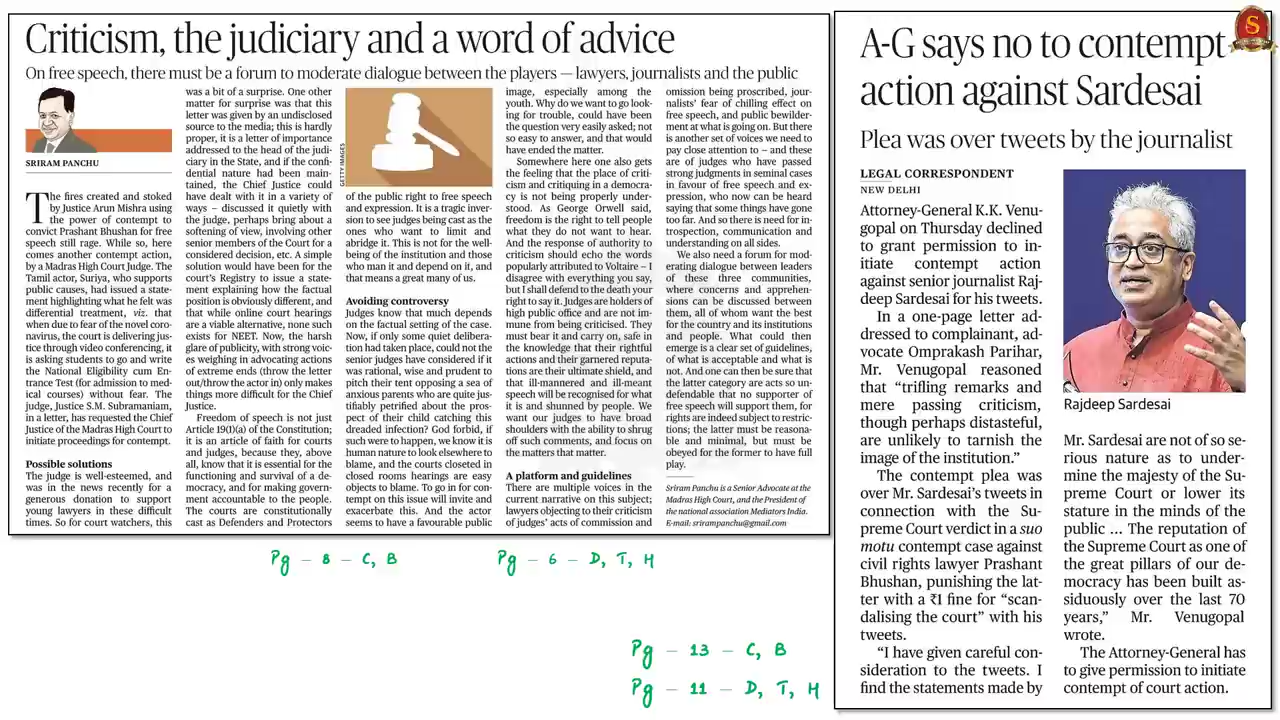 Criticism, the judiciary and a word of advice
On free speech, there must be a forum to moderate dialogue between the players — lawyers, journalists and the public
SRIRAM PANCHU
The fires created and stoked
by Justice Arun Mishra using
the power of contempt to
convict Prashant Bhushan for free
speech still rage. While so, here
comes another contempt action,
by a Madras High Court Judge. The
Tamil actor, Suriya, who supports
public causes, had issued a state-
ment highlighting what he felt was
differential treatment, viz. that
when due to fear of the novel coro-
navirus, the court is delivering jus-
tice through video conferencing, it
is asking students to go and write
the National Eligibility cum En-
trance Test (for admission to med-
ical courses) without fear. The
judge, Justice S.M. Subramaniam,
in a letter, has requested the Chief
Justice of the Madras High Court to
initiate proceedings for contempt.
Possible solutions
The judge is well-esteemed, and
was in the news recently for a
generous donation to support
young lawyers in these difficult
times. So for court watchers, this
was a bit of a surprise. One other
matter for surprise was that this
letter was given by an undisclosed
source to the media; this is hardly
proper, it is a letter of importance
addressed to the head of the judi-
ciary in the State, and if the confi-
dential nature had been main-
tained, the Chief Justice could
have dealt with it in a variety of
ways – discussed it quietly with
the judge, perhaps bring about a
softening of view, involving other
senior members of the Court for a
considered decision, etc. A simple
solution would have been for the
court's Registry to issue a state-
ment explaining how the factual
position is obviously different, and
that while online court hearings
are a viable alternative, none such
exists for NEET. Now, the harsh
glare of publicity, with strong voic-
es weighing in advocating actions
of extreme ends (throw the letter
out/throw the actor in) only makes
things more difficult for the Chief
Justice.
Freedom of speech is not just
Article 19(1)(a) of the Constitution;
it is an article of faith for courts
and judges, because they, above
all, know that it is essential for the
functioning and survival of a de-
mocracy, and for making govern-
ment accountable to the people.
The courts are constitutionally
cast as Defenders and Protectors
GETTY IMAGES
of the public right to free speech
and expression. It is a tragic inver-
sion to see judges being cast as the
ones who want to limit and
abridge it. This is not for the well-
being of the institution and those
who man it and depend on it, and
that means a great many of us.
Avoiding controversy
Judges know that much depends
on the factual setting of the case.
Now, if only some quiet delibera-
tion had taken place, could not the
senior judges have considered if it
was rational, wise and prudent to
pitch their tent opposing a sea of
anxious parents who are quite jus-
tifiably petrified about the pros-
pect of their child catching this
dreaded infection? God forbid, if
such were to happen, we know it is
human nature to look elsewhere to
blame, and the courts closeted in
closed rooms hearings are easy
objects to blame. To go in for con-
tempt on this issue will invite and
exacerbate this. And the actor
seems to have a favourable public
image, especially among the
youth. Why do we want to go look-
ing for trouble, could have been
the question very easily asked; not
so easy to answer, and that would
have ended the matter.
Somewhere here one also gets
the feeling that the place of criti-
cism and critiquing in a democra-
cy is not being properly under-
stood. As George Orwell said,
freedom is the right to tell people
what they do not want to hear.
And the response of authority to
criticism should echo the words
popularly attributed to Voltaire – I
disagree with everything you say,
but I shall defend to the death your
right to say it. Judges are holders of
high public office and are not im-
mune from being criticised. They
must bear it and carry on, safe in
the knowledge that their rightful
actions and their garnered reputa-
tions are their ultimate shield, and
that ill-mannered and ill-meant
speech will be recognised for what
it is and shunned by people. We
want our judges to have broad
shoulders with the ability to shrug
off such comments, and focus on
the matters that matter.
A platform and guidelines
There are multiple voices in the
current narrative on this subject;
lawyers objecting to their criticism
of judges' acts of commission and
omission being proscribed, jour-
nalists' fear of chilling effect on
free speech, and public bewilder-
ment at what is going on. But there
is another set of voices we need to
pay close attention to – and these
are of judges who have passed
strong judgments in seminal cases
in favour of free speech and ex-
pression, who now can be heard
saying that some things have gone
too far. And so there is need for in-
trospection, communication and
understanding on all sides.
We also need a forum for mod-
erating dialogue between leaders
of these three communities,
where concerns and apprehen-
sions can be discussed between
them, all of whom want the best
for the country and its institutions
and people. What could then
emerge is a clear set of guidelines,
of what is acceptable and what is
not. And one can then be sure that
the latter category are acts so un-
defendable that no supporter of
free speech will support them, for
rights are indeed subject to restric-
tions; the latter must be reasona-
ble and minimal, but must be
obeyed for the former to have full
play.
Sriram Panchu is a Senior Advocate at the
Madras High Court, and the President of
the national association Mediators India.
E-mail: srirampanchu@gmail.com
Pg – 8 – C, B
Pg – 6 – D, T, H
Pg – 13 – C, B
Pg – 11 – D, T, H
S
A-G says no to contempt
action against Sardesai
Plea was over tweets by the journalist
LEGAL CORRESPONDENT
NEW DELHI
Attorney-General K.K. Venu-
gopal on Thursday declined
to grant permission to in-
itiate contempt action
against senior journalist Raj-
deep Sardesai for his tweets.
In a one-page letter ad-
dressed to complainant, ad-
vocate Omprakash Parihar,
Mr. Venugopal reasoned
that “trifling remarks and
mere passing criticism,
though perhaps distasteful,
are unlikely to tarnish the
image of the institution.”
The contempt plea was
over Mr. Sardesai's tweets in
connection with the Su-
preme Court verdict in a suo
motu contempt case against
civil rights lawyer Prashant
Bhushan, punishing the lat-
ter with a ₹1 fine for “scan-
dalising the court” with his
tweets.
“I have given careful con-
sideration to the tweets. I
find the statements made by
Rajdeep Sardesai
Mr. Sardesai are not of so se-
rious nature as to under-
mine the majesty of the Su-
preme Court or lower its
stature in the minds of the
public ... The reputation of
the Supreme Court as one of
the great pillars of our de-
mocracy has been built as-
siduously over the last 70
years,” Mr. Venugopal
wrote.
The Attorney-General has
to give permission to initiate
contempt of court action.